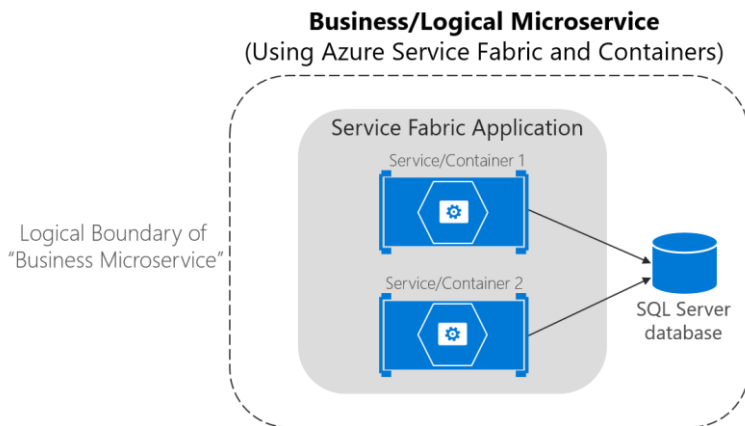 Business/Logical Microservice
(Using Azure Service Fabric and Containers)
Service Fabric Application
Service/Container 1
Logical Boundary of
“Business Microservice”
Service/Container 2
SQL Server
database